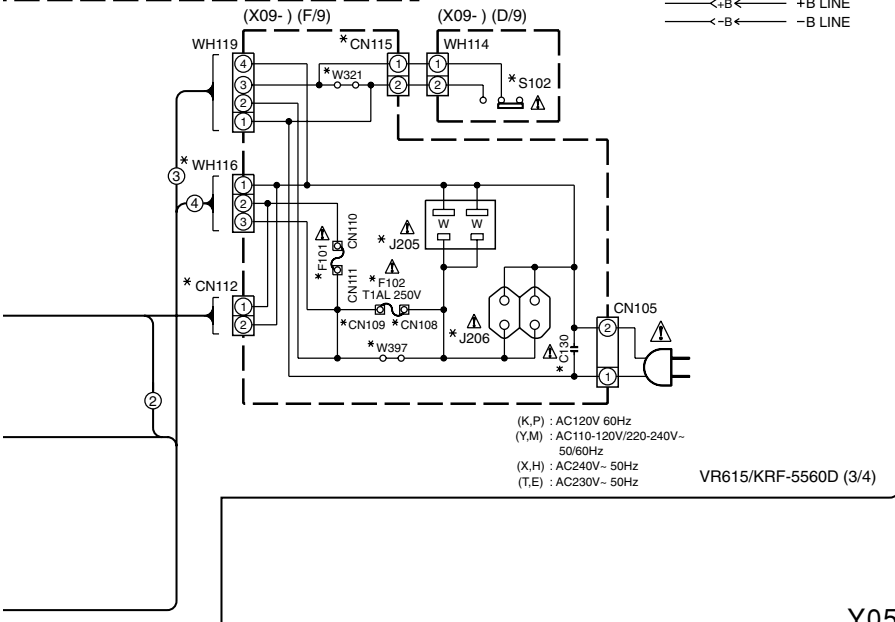 (X09- ) (F/9)
(X09- ) (D/9)
+B +B LINE
-B -B LINE
WH119
*CN115
WH114
4
3
2
1
*W321
1
2
1
2
*S102
3
*WH116
4
1
2
3
CN110
*F101
CN111
*F102
T1AL 250V
*CN109 *CN108
*J205
W W
*CN112
1
2
*W397
*J206
*C130
CN105
2
1
2
(K,P) : AC120V 60Hz
(Y,M) : AC110-120V/220-240V~
50/60Hz
(X,H) : AC240V~ 50Hz
(T,E) : AC230V~ 50Hz
VR615/KRF-5560D (3/4)
Y05